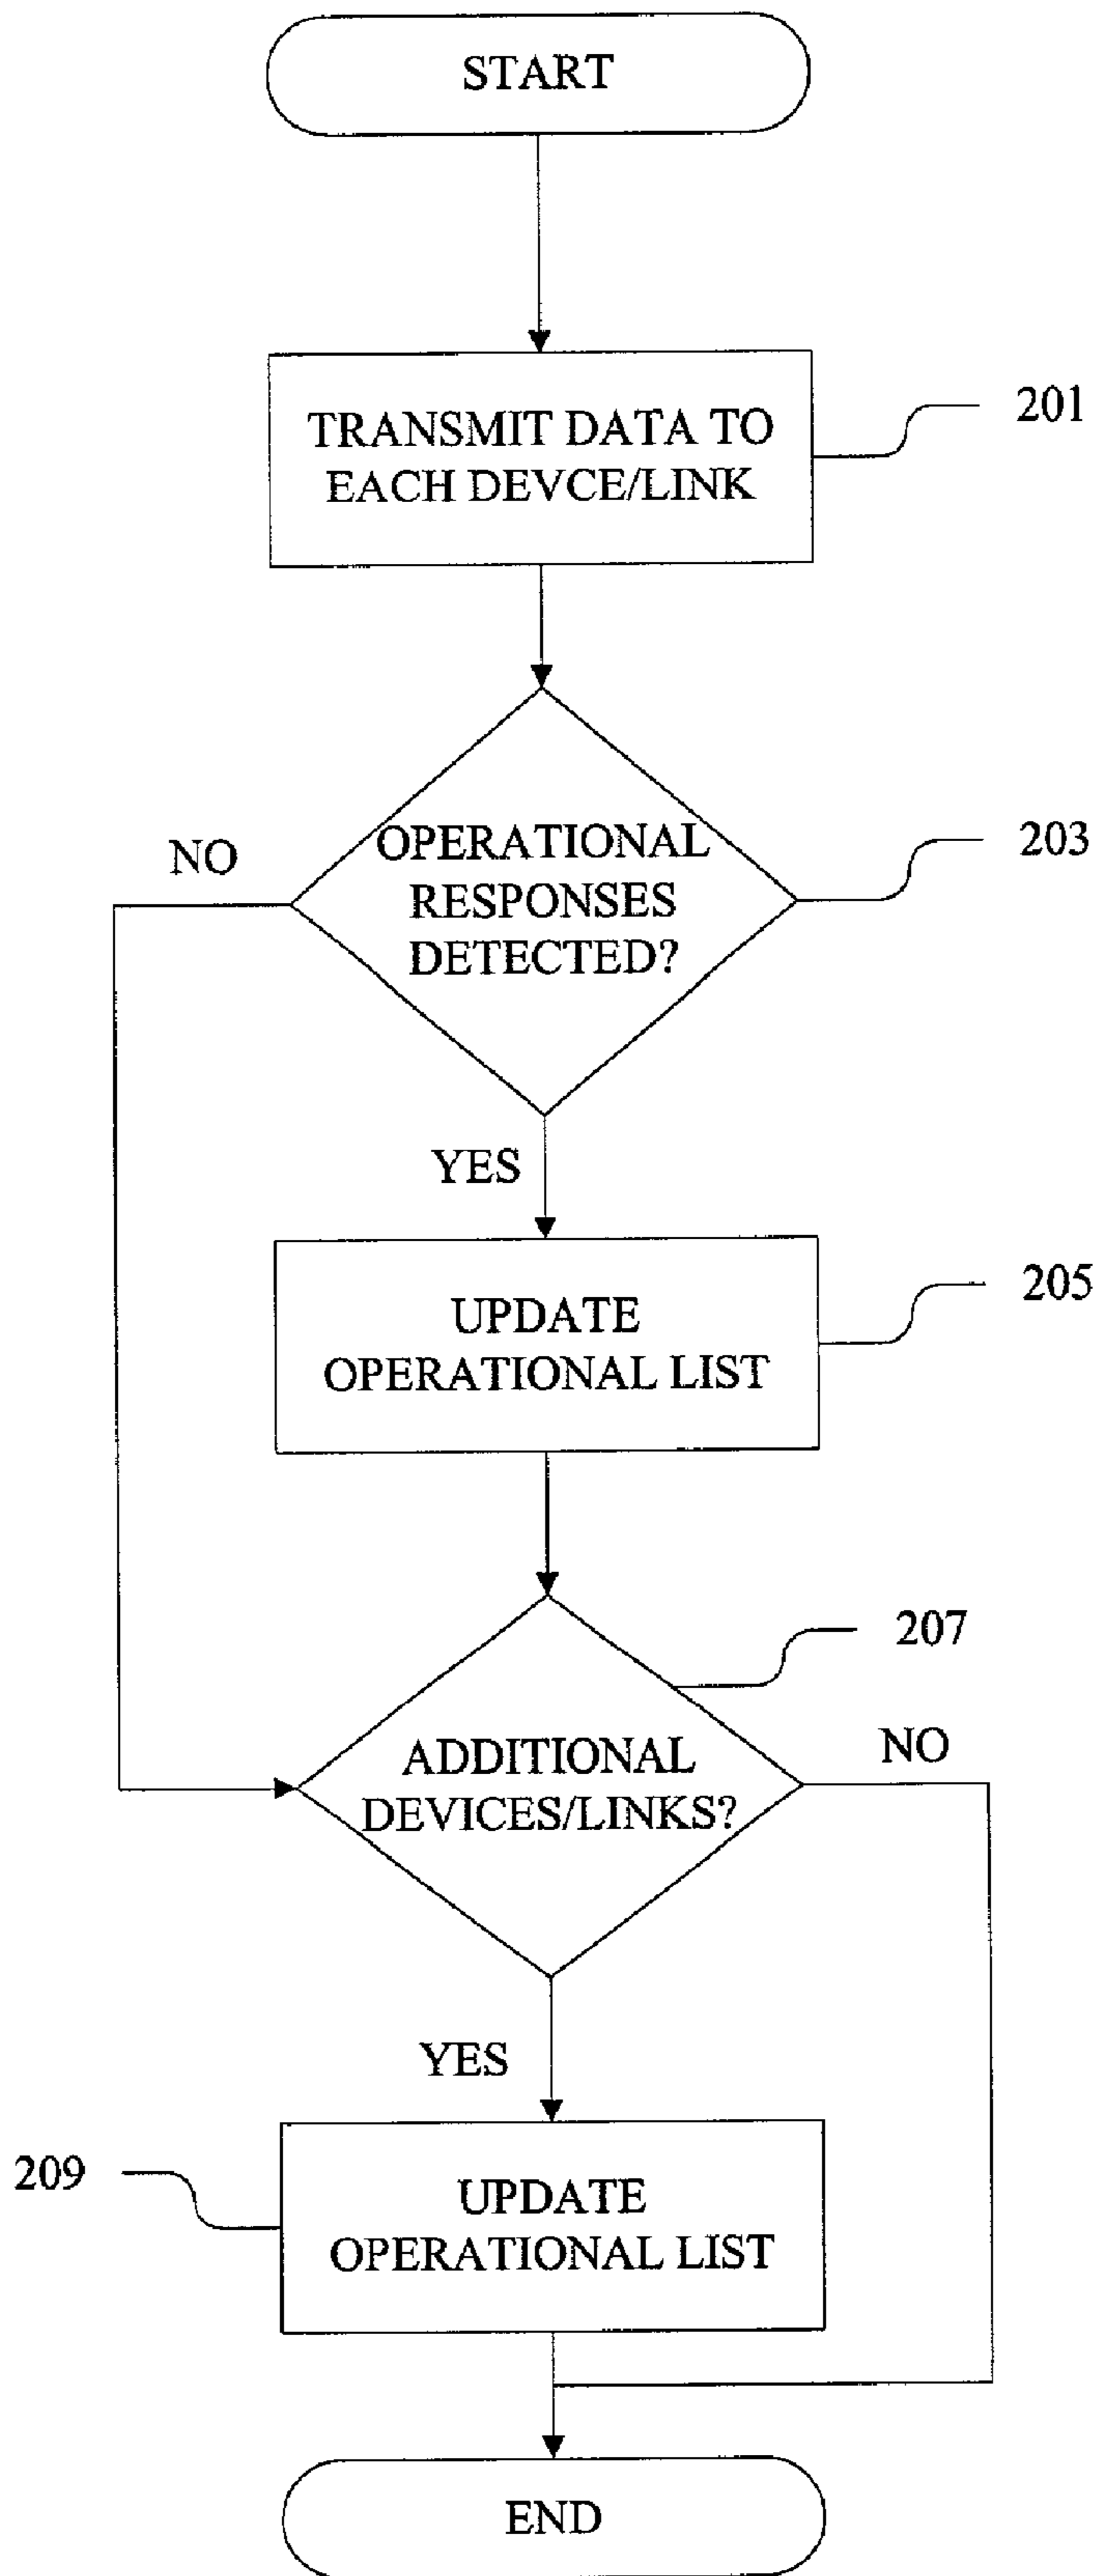 START
TRANSMIT DATA TO
EACH DEVCE/LINK
201
OPERATIONAL
RESPONSES
DETECTED?
203
NO
YES
UPDATE
OPERATIONAL LIST
205
207
ADDITIONAL
DEVICES/LINKS?
NO
YES
209
UPDATE
OPERATIONAL LIST
END